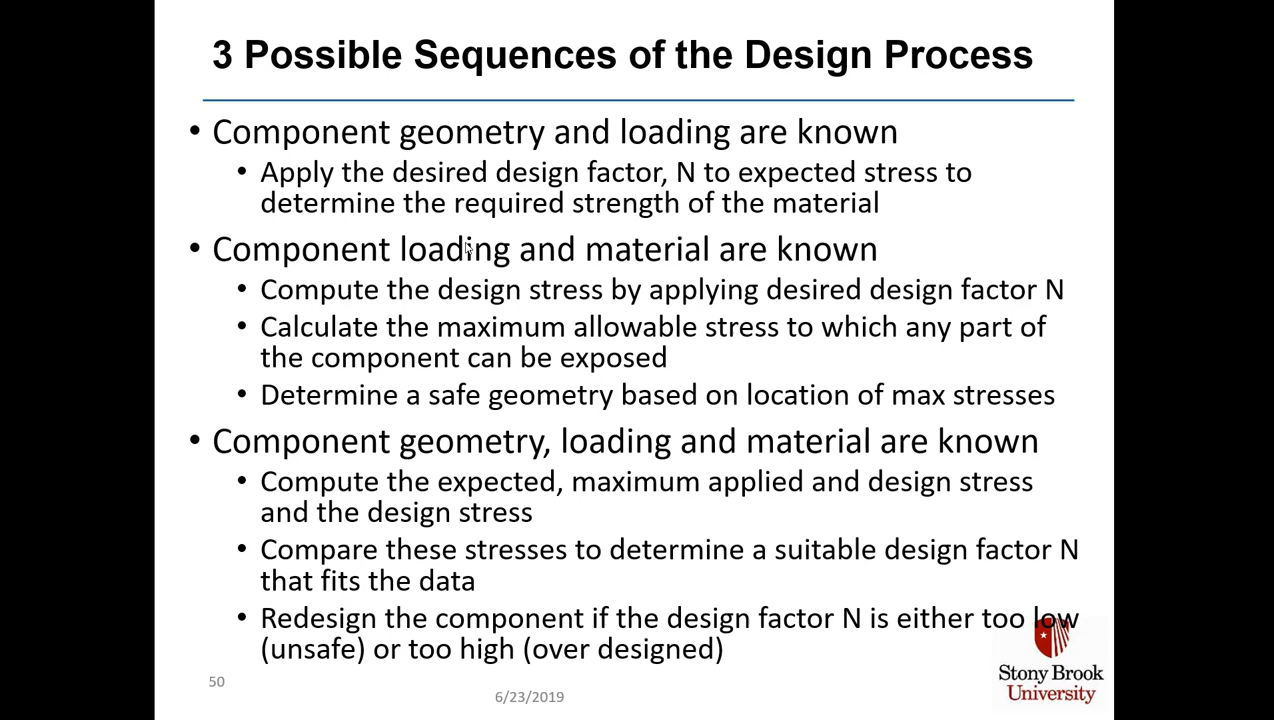 3 Possible Sequences of the Design Process
• Component geometry and loading are known
• Apply the desired design factor, N to expected stress to
determine the required strength of the material
• Component loading and material are known
• Compute the design stress by applying desired design factor N
• Calculate the maximum allowable stress to which any part of
the component can be exposed
• Determine a safe geometry based on location of max stresses
• Component geometry, loading and material are known
• Compute the expected, maximum applied and design stress
and the design stress
• Compare these stresses to determine a suitable design factor N
that fits the data
• Redesign the component if the design factor N is either too low
(unsafe) or too high (over designed)
50
6/23/2019
Stony Brook
University